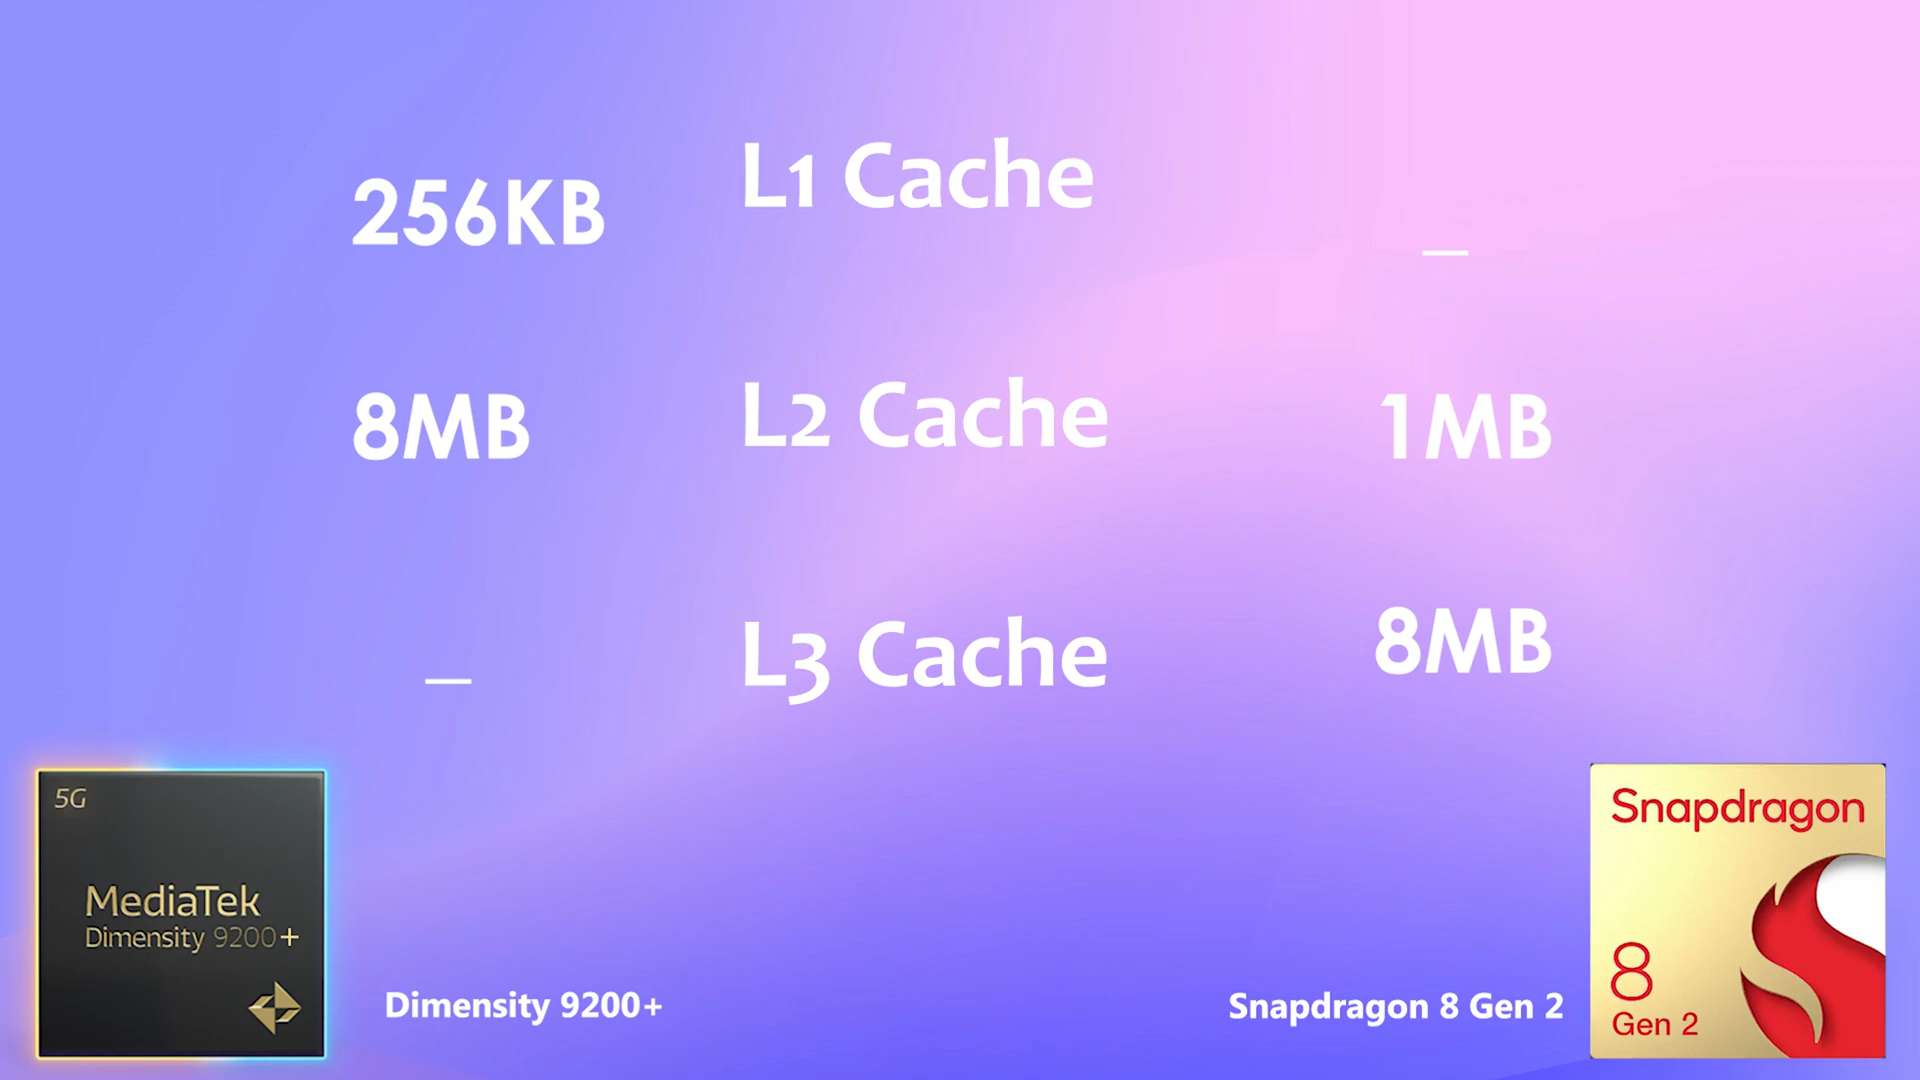 256KB L1 Cache _
8MB L2 Cache 1MB
_ L3 Cache 8MB
5G
MediaTek
Dimensity 9200+
Dimensity 9200+
Snapdragon 8 Gen 2
Snapdragon
8
Gen 2